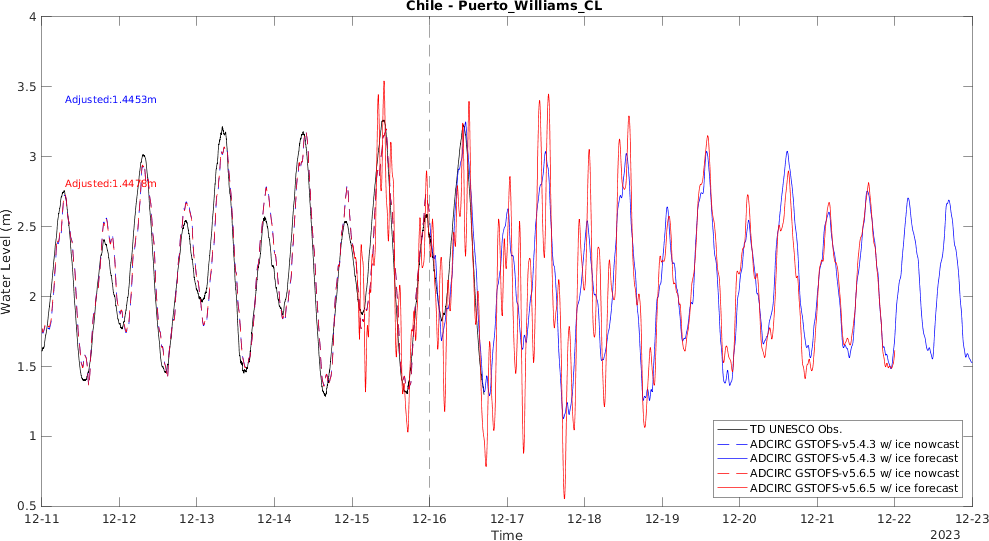 Chile - Puerto_Williams_CL
4
3.5
3
2.5
2
1.5
1
0.5
Water Level (m)
Adjusted:1.4453m
Adjusted:1.4478m
TD UNESCO Obs.
ADCIRC GSTOFS-v5.4.3 w/ ice nowcast
ADCIRC GSTOFS-v5.4.3 w/ ice forecast
ADCIRC GSTOFS-v5.6.5 w/ ice nowcast
ADCIRC GSTOFS-v5.6.5 w/ ice forecast
12-11 12-12 12-13 12-14 12-15 12-16 12-17 12-18 12-19 12-20 12-21 12-22 12-23
Time
2023